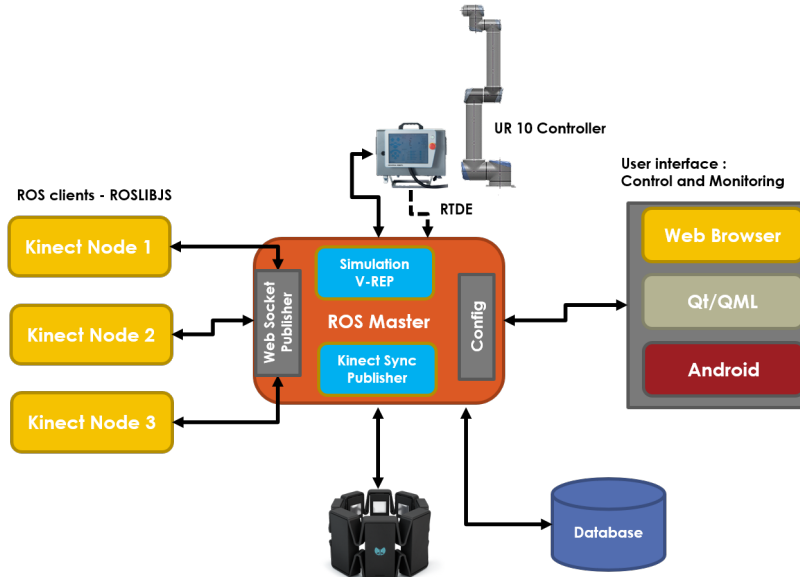 UR 10 Controller
User interface :
Control and Monitoring
ROS clients - ROSLIBJS
RTDE
Kinect Node 1
Kinect Node 2
Kinect Node 3
Web Socket
Publisher
Simulation
V-REP
ROS Master
Kinect Sync
Publisher
Config
Web Browser
Qt/QML
Android
Database